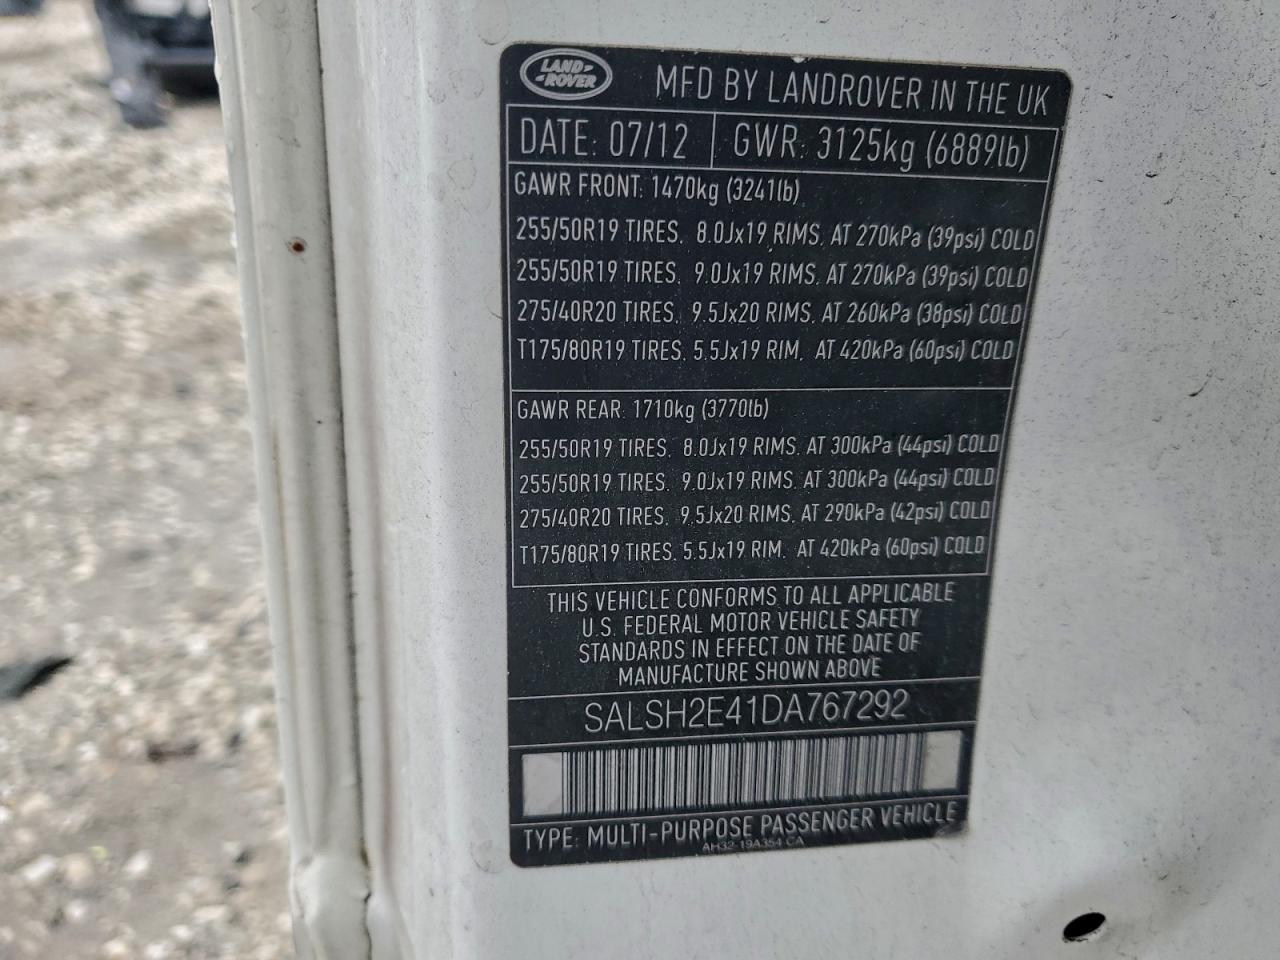 LAND ROVER
MFD BY LANDROVER IN THE UK
DATE: 07/12 GWR: 3125kg (6889lb)
GAWR FRONT: 1470kg (3241lb)
255/50R19 TIRES, 8.0Jx19 RIMS, AT 270kPa (39psi) COLD
255/50R19 TIRES, 9.0Jx19 RIMS, AT 270kPa (39psi) COLD
275/40R20 TIRES, 9.5Jx20 RIMS, AT 260kPa (38psi) COLD
T175/80R19 TIRES, 5.5Jx19 RIM, AT 420kPa (60psi) COLD
GAWR REAR: 1710kg (3770lb)
255/50R19 TIRES, 8.0Jx19 RIMS, AT 300kPa (44psi) COLD
255/50R19 TIRES, 9.0Jx19 RIMS, AT 300kPa (44psi) COLD
275/40R20 TIRES, 9.5Jx20 RIMS, AT 290kPa (42psi) COLD
T175/80R19 TIRES, 5.5Jx19 RIM, AT 420kPa (60psi) COLD
THIS VEHICLE CONFORMS TO ALL APPLICABLE
U.S. FEDERAL MOTOR VEHICLE SAFETY
STANDARDS IN EFFECT ON THE DATE OF
MANUFACTURE SHOWN ABOVE
SALSH2E41DA767292
TYPE: MULTI-PURPOSE PASSENGER VEHICLE
AH32-19A354-CA